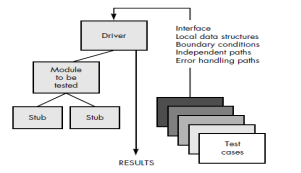 Interface
Local data structures
Boundary conditions
Independent paths
Error handling paths
Driver
Module
to be
tested
Stub
Stub
Test
cases
RESULTS